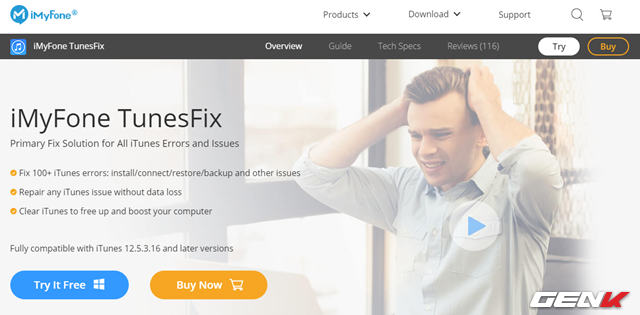 iMyFone®
Products
Download
Support
iMyFone TunesFix
Overview
Guide
Tech Specs
Reviews (116)
Try
Buy
iMyFone TunesFix
Primary Fix Solution for All iTunes Errors and Issues
Fix 100+ iTunes errors: install/connect/restore/backup and other issues
Repair any iTunes issue without data loss
Clear iTunes to free up and boost your computer
Fully compatible with iTunes 12.5.3.16 and later versions
Try It Free
Buy Now
GENK